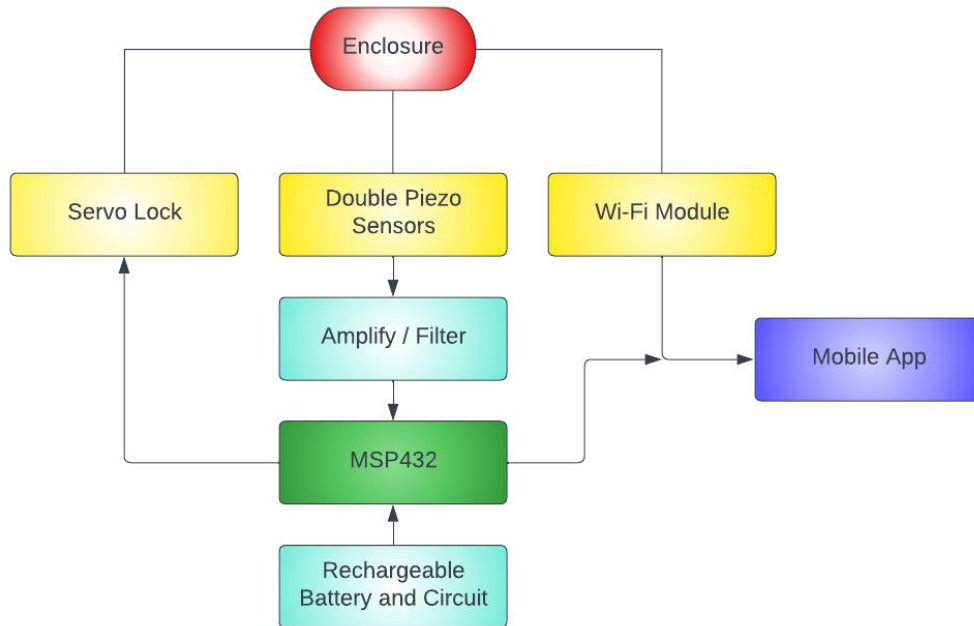 Enclosure
Servo Lock
Double Piezo
Sensors
Wi-Fi Module
Amplify / Filter
Mobile App
MSP432
Rechargeable
Battery and Circuit